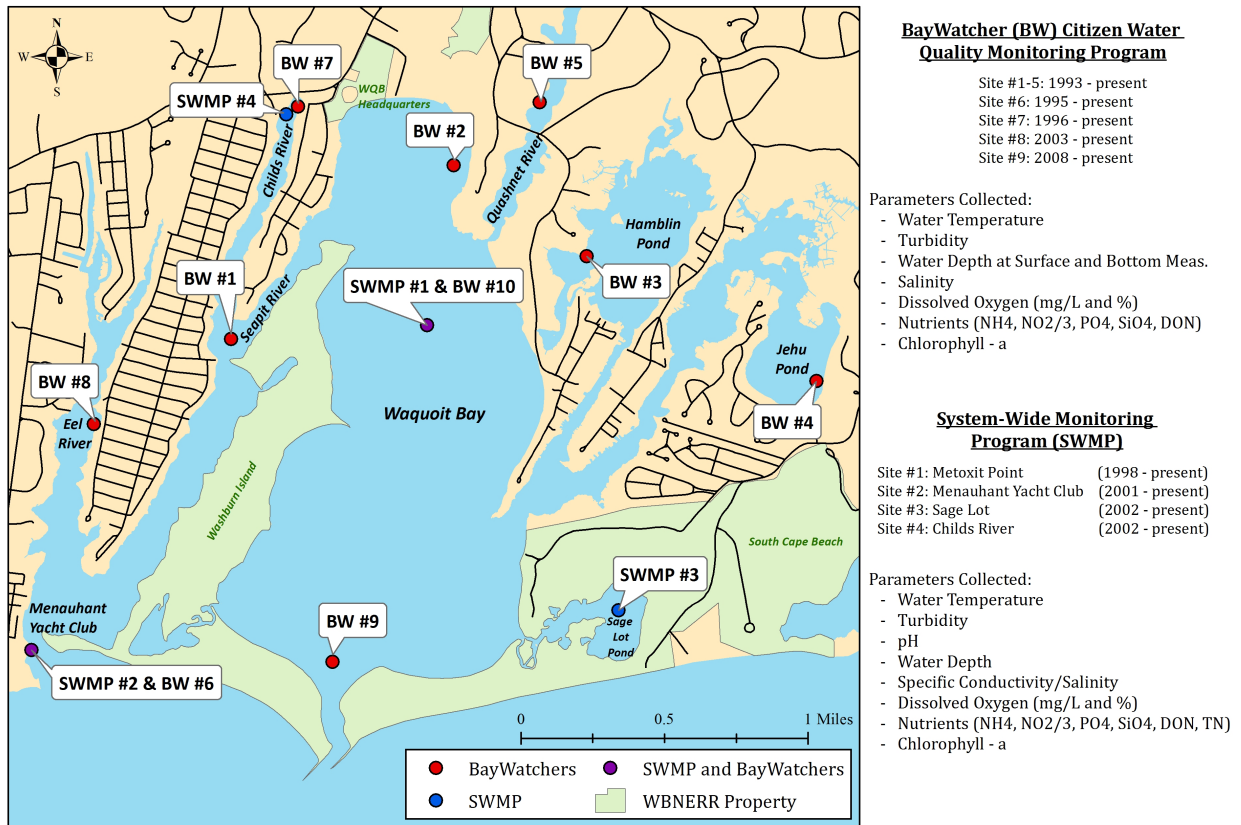 N
W
E
S
BW #7
SWMP #4
WQB
Headquarters
BW #5
BW #2
Childs River
Quashnet River
Hamblin
Pond
BW #3
BW #1
Seapit River
SWMP #1 & BW #10
Jehu
Pond
BW #8
Eel
River
Waquoit Bay
BW #4
Washburn Island
South Cape Beach
SWMP #3
Menauhant
Yacht Club
BW #9
Sage
Lot
Pond
SWMP #2 & BW #6
0
0.5
1 Miles
BayWatchers
SWMP and BayWatchers
SWMP
WBNERR Property
BayWatcher (BW) Citizen Water
Quality Monitoring Program
Site #1-5: 1993 - present
Site #6: 1995 - present
Site #7: 1996 - present
Site #8: 2003 - present
Site #9: 2008 - present
Parameters Collected:
- Water Temperature
- Turbidity
- Water Depth at Surface and Bottom Meas.
- Salinity
- Dissolved Oxygen (mg/L and %)
- Nutrients (NH4, NO2/3, PO4, SiO4, DON)
- Chlorophyll - a
System-Wide Monitoring
Program (SWMP)
Site #1: Metoxit Point (1998 - present)
Site #2: Menauhant Yacht Club (2001 - present)
Site #3: Sage Lot (2002 - present)
Site #4: Childs River (2002 - present)
Parameters Collected:
- Water Temperature
- Turbidity
- pH
- Water Depth
- Specific Conductivity/Salinity
- Dissolved Oxygen (mg/L and %)
- Nutrients (NH4, NO2/3, PO4, SiO4, DON, TN)
- Chlorophyll - a